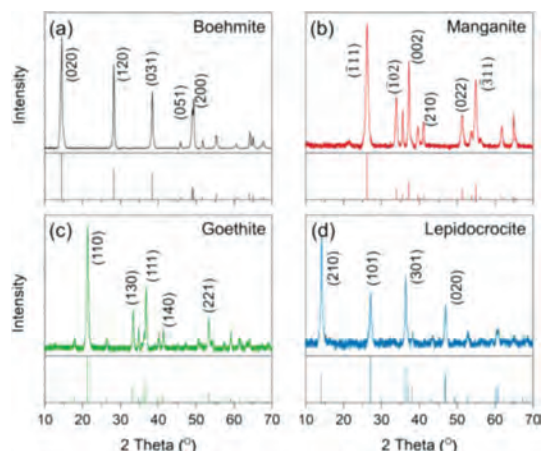 (a)
Boehmite
(020)
(120)
(031)
(051)
(200)
Intensity
(b)
Manganite
(1̄11)
(1̄02)
(002)
(210)
(022)
(3̄11)
(c)
Goethite
(110)
(130)
(111)
(140)
(221)
Intensity
10 20 30 40 50 60 70
2 Theta (°)
(d)
Lepidocrocite
(210)
(101)
(301)
(020)
10 20 30 40 50 60 70
2 Theta (°)